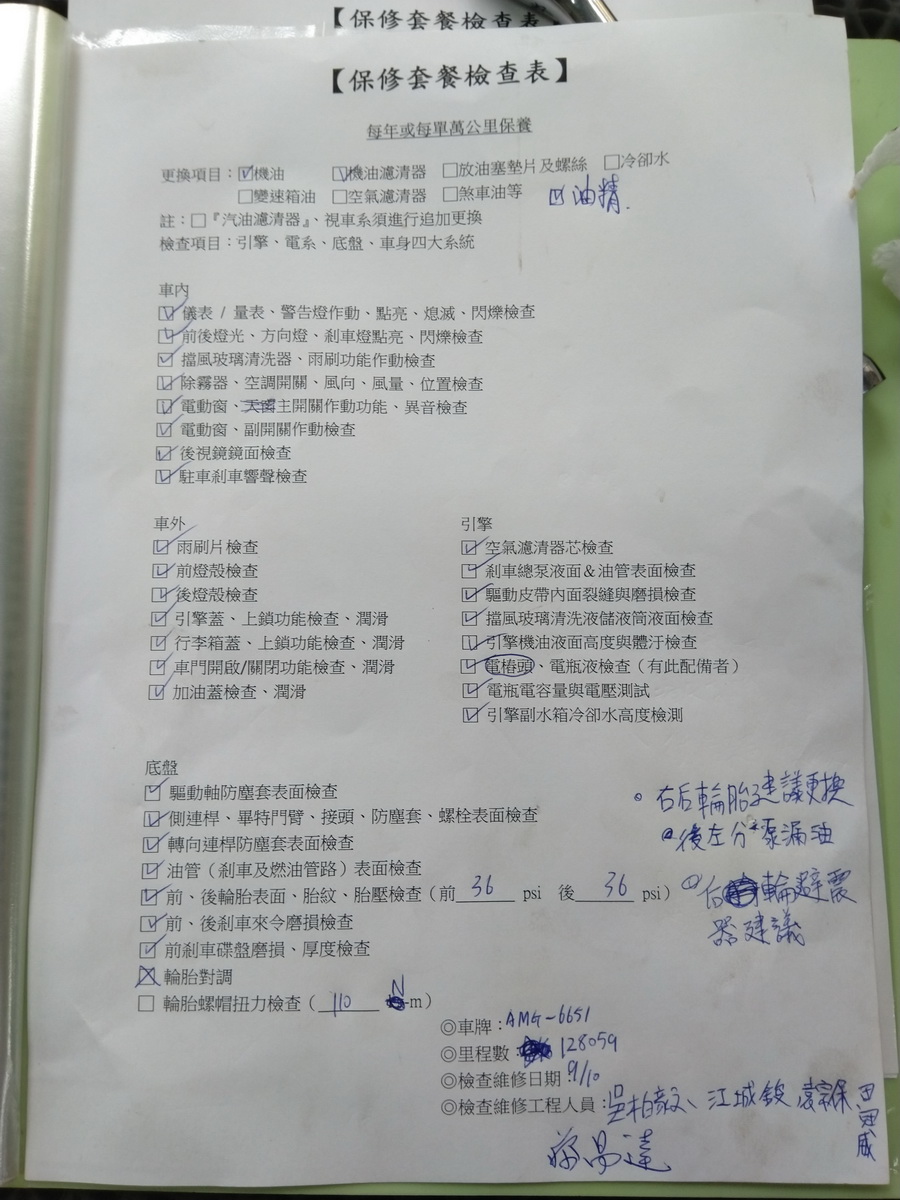 【保修套餐檢查表】
【保修套餐檢查表】
每年或每單萬公里保養
更換項目：☑機油 ☑機油濾清器 □放油塞墊片及螺絲 □冷卻水
□變速箱油 □空氣濾清器 □煞車油等 ☑油精.
註：□『汽油濾清器』、視車系須進行追加更換
檢查項目：引擎、電系、底盤、車身四大系統
車內
☑儀表 / 量表、警告燈作動、點亮、熄滅、閃爍檢查
☑前後燈光、方向燈、剎車燈點亮、閃爍檢查
☑擋風玻璃清洗器、雨刷功能作動檢查
☑除霧器、空調開關、風向、風量、位置檢查
☑電動窗、天窗主開關作動功能、異音檢查
☑電動窗、副開關作動檢查
☑後視鏡鏡面檢查
☑駐車剎車響聲檢查
車外
☑雨刷片檢查
☑前燈殼檢查
☑後燈殼檢查
☑引擎蓋、上鎖功能檢查、潤滑
☑行李箱蓋、上鎖功能檢查、潤滑
☑車門開啟/關閉功能檢查、潤滑
☑加油蓋檢查、潤滑
引擎
☑空氣濾清器芯檢查
☑剎車總泵液面＆油管表面檢查
☑驅動皮帶內面裂縫與磨損檢查
☑擋風玻璃清洗液儲液筒液面檢查
☑引擎機油液面高度與髒汙檢查
☑電樁頭、電瓶液檢查（有此配備者）
☑電瓶電容量與電壓測試
☑引擎副水箱冷卻水高度檢測
底盤
☑驅動軸防塵套表面檢查
☑側連桿、畢特門臂、接頭、防塵套、螺栓表面檢查
☑轉向連桿防塵套表面檢查
☑油管（剎車及燃油管路）表面檢查
☑前、後輪胎表面、胎紋、胎壓檢查（前 36 psi 後 36 psi）
☑前、後剎車來令磨損檢查
☑前剎車碟盤磨損、厚度檢查
☒輪胎對調
□輪胎螺帽扭力檢查（ 110 N-m）
右后輪胎建議更換
後左分泵漏油
右 輪避震
器建議
◎車牌：AMG-6651
◎里程數：128059
◎檢查維修日期：9/10
◎檢查維修工程人員：吳柏毅、江城 田冠威